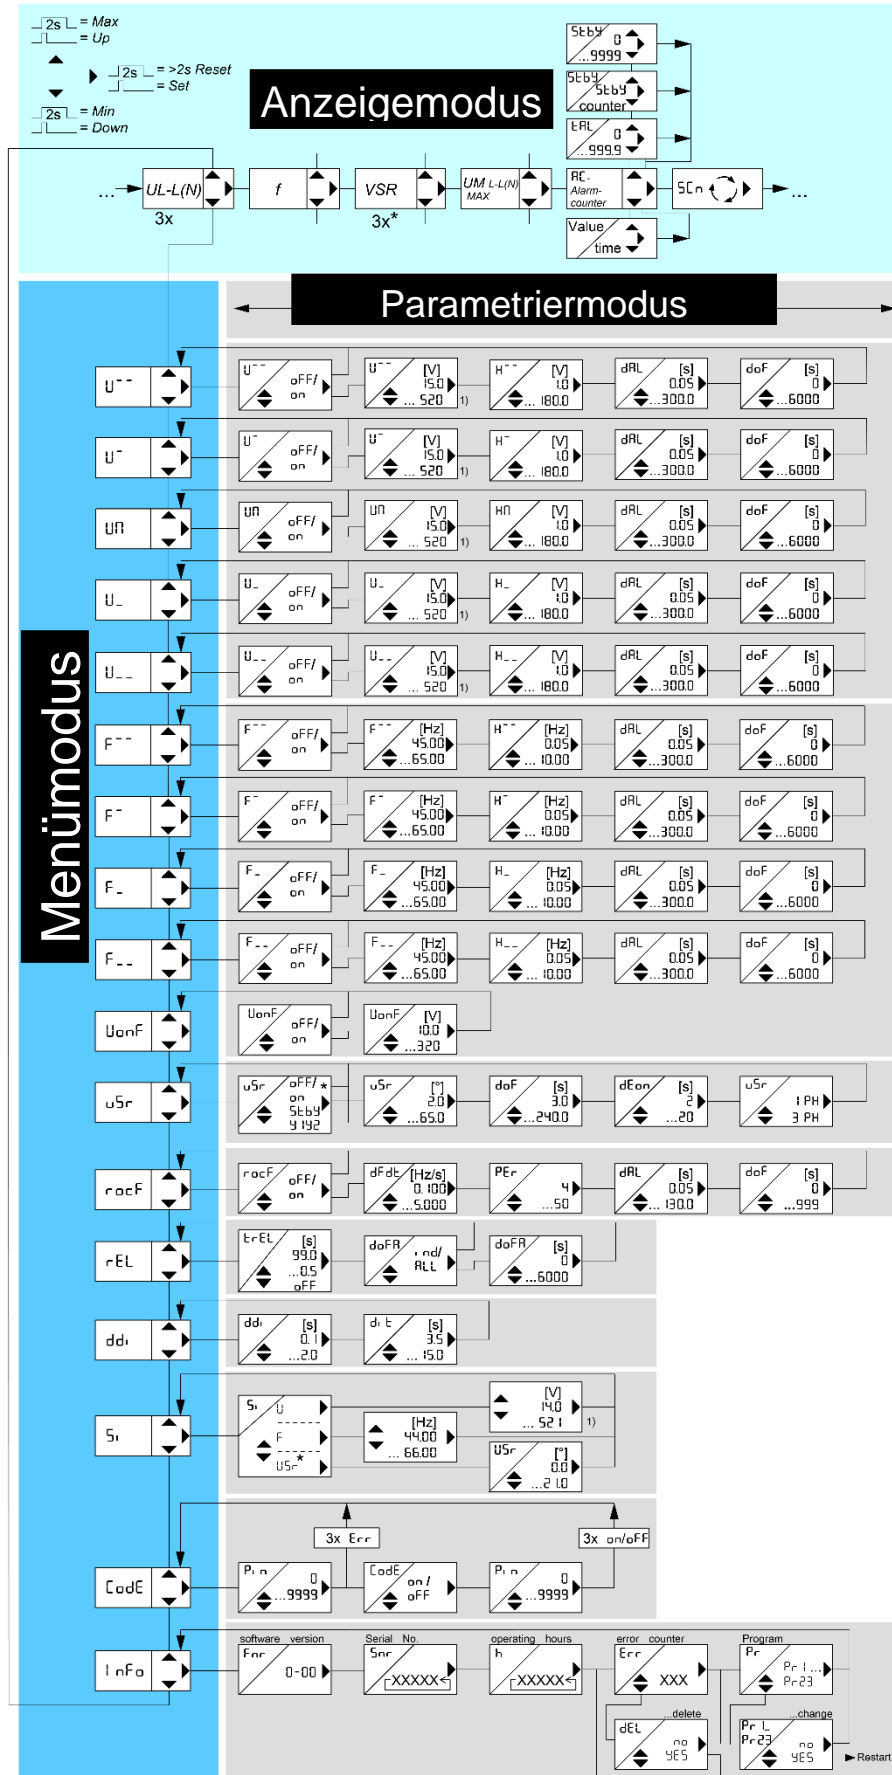 2s = Max
= Up
2s = >2s Reset
= Set
2s = Min
= Down
Anzeigemodus
Stby 0 ...9999
Stby Stby counter
tAL 0 ...999.9
... UL-L(N) f VSR UM L-L(N) MAX AC- Alarm- counter SCn ...
3x 3x*
Value time
Parametriermodus
Menümodus
U¯¯ U¯¯ oFF/ on U¯¯ [V] 15.0 ... 520 1) H¯¯ [V] 1.0 ... 180.0 dAL [s] 0.05 ...300.0 doF [s] 0 ...6000
U¯ U¯ oFF/ on U¯ [V] 15.0 ... 520 1) H¯ [V] 1.0 ... 180.0 dAL [s] 0.05 ...300.0 doF [s] 0 ...6000
Un Un oFF/ on Un [V] 15.0 ... 520 1) Hn [V] 1.0 ... 180.0 dAL [s] 0.05 ...300.0 doF [s] 0 ...6000
U_ U_ oFF/ on U_ [V] 15.0 ... 520 1) H_ [V] 1.0 ... 180.0 dAL [s] 0.05 ...300.0 doF [s] 0 ...6000
U__ U__ oFF/ on U__ [V] 15.0 ... 520 1) H__ [V] 1.0 ... 180.0 dAL [s] 0.05 ...300.0 doF [s] 0 ...6000
F¯¯ F¯¯ oFF/ on F¯¯ [Hz] 45.00 ...65.00 H¯¯ [Hz] 0.05 ... 10.00 dAL [s] 0.05 ...300.0 doF [s] 0 ...6000
F¯ F¯ oFF/ on F¯ [Hz] 45.00 ...65.00 H¯ [Hz] 0.05 ... 10.00 dAL [s] 0.05 ...300.0 doF [s] 0 ...6000
F_ F_ oFF/ on F_ [Hz] 45.00 ...65.00 H_ [Hz] 0.05 ... 10.00 dAL [s] 0.05 ...300.0 doF [s] 0 ...6000
F__ F__ oFF/ on F__ [Hz] 45.00 ...65.00 H__ [Hz] 0.05 ... 10.00 dAL [s] 0.05 ...300.0 doF [s] 0 ...6000
UonF UonF oFF/ on UonF [V] 10.0 ...320
uSr uSr oFF/* on Stby y1y2 uSr [°] 2.0 ...65.0 doF [s] 3.0 ...240.0 dEon [s] 2 ...20 uSr 1 PH 3 PH
rocF rocF oFF/ on dFdt [Hz/s] 0.100 ...5.000 PEr 4 ...50 dAL [s] 0.05 ... 130.0 doF [s] 0 ...999
rEL trEL [s] 99.0 ...0.5 oFF doFA ind/ ALL doFA [s] 0 ...6000
ddi ddi [s] 0.1 ...2.0 dit [s] 3.5 ... 15.0
Si Si U F USr* [Hz] 44.00 ... 66.00 [V] 14.0 ... 521 1)
USr [°] 0.0 ...21.0
3x Err 3x on/oFF
CodE Pin 0 ...9999 CodE on/ oFF Pin 0 ...9999
software version Serial No. operating hours error counter Program
InFo Fnr 0-00 Snr XXXXX h XXXXX Err XXX Pr Pr1... Pr23
...delete ...change
dEL no YES Pr1_ Pr23 no YES Restart